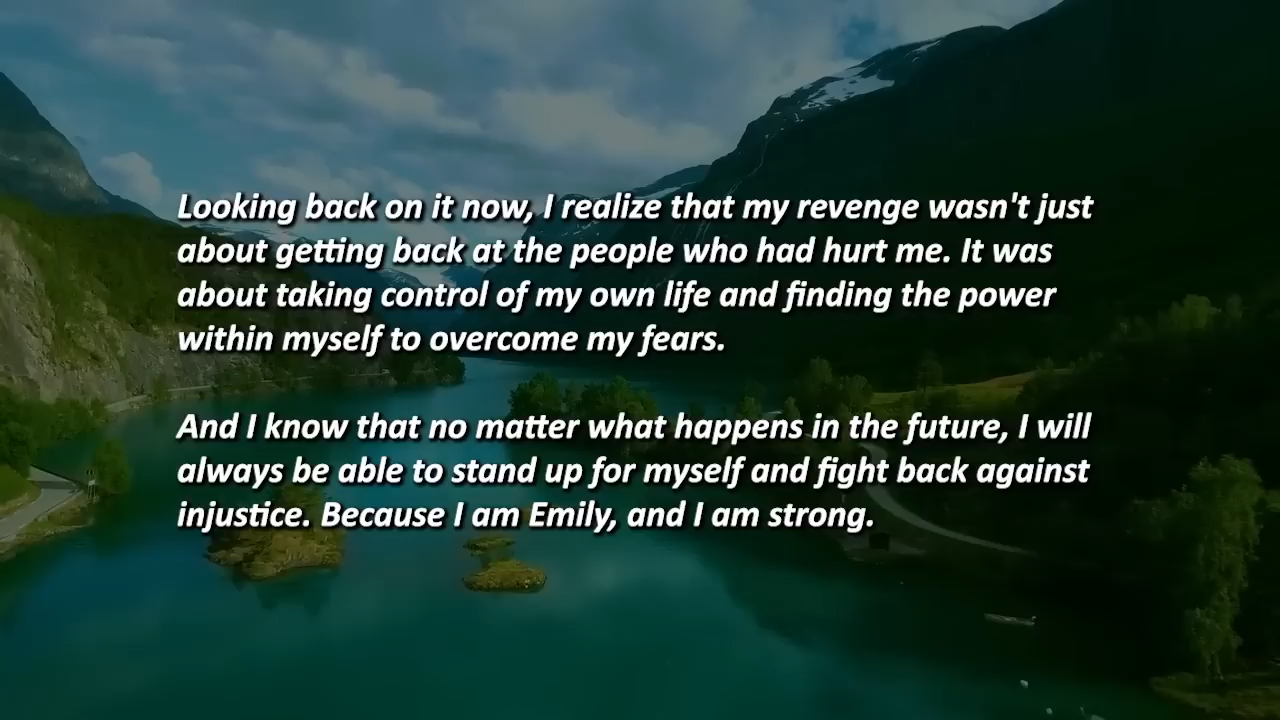 Looking back on it now, I realize that my revenge wasn't just
about getting back at the people who had hurt me. It was
about taking control of my own life and finding the power
within myself to overcome my fears.
And I know that no matter what happens in the future, I will
always be able to stand up for myself and fight back against
injustice. Because I am Emily, and I am strong.